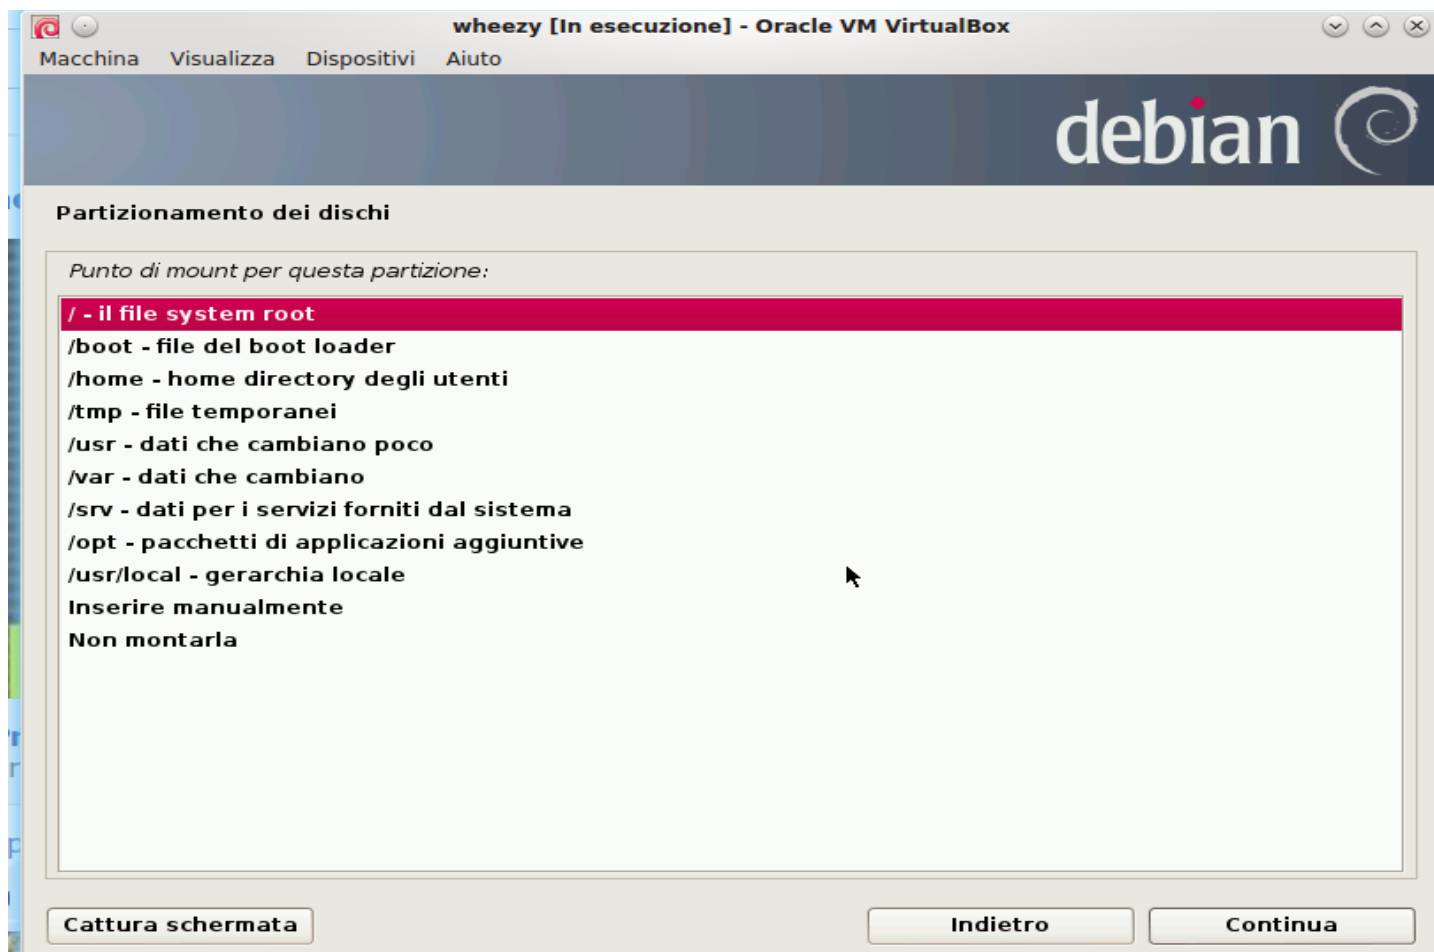 wheezy [In esecuzione] - Oracle VM VirtualBox
Macchina Visualizza Dispositivi Aiuto
debian
Partizionamento dei dischi
Punto di mount per questa partizione:
/ - il file system root
/boot - file del boot loader
/home - home directory degli utenti
/tmp - file temporanei
/usr - dati che cambiano poco
/var - dati che cambiano
/srv - dati per i servizi forniti dal sistema
/opt - pacchetti di applicazioni aggiuntive
/usr/local - gerarchia locale
Inserire manualmente
Non montarla
Cattura schermata Indietro Continua